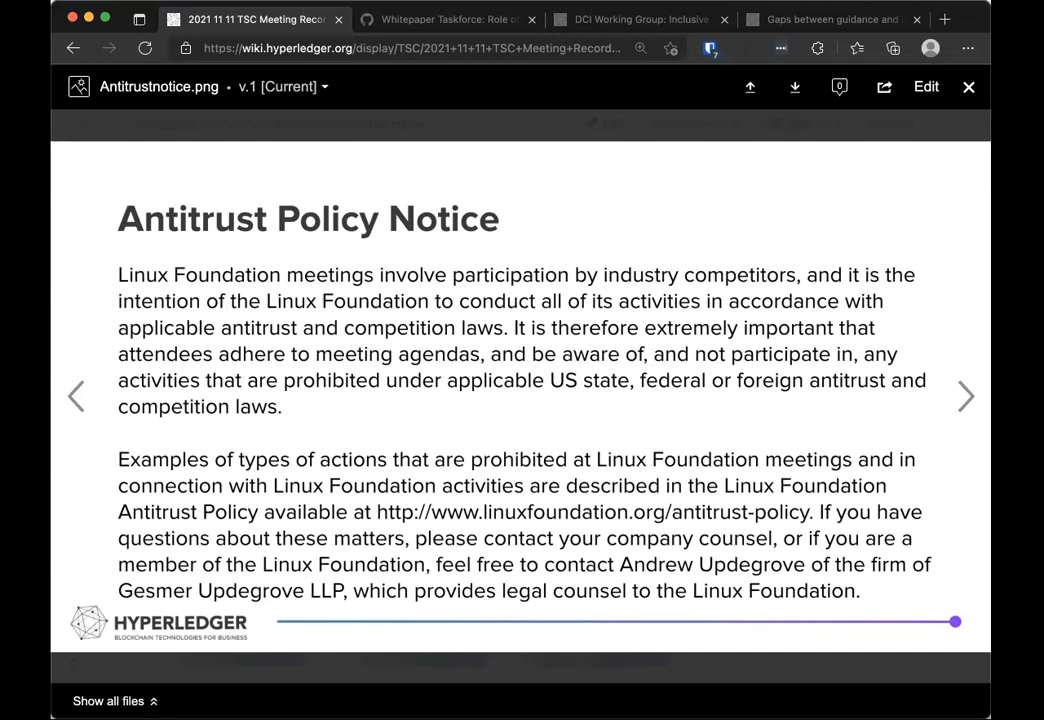 2021 11 11 TSC Meeting Recor
Whitepaper Taskforce: Role of
DCI Working Group: Inclusive
Gaps between guidance and
https://wiki.hyperledger.org/display/TSC/2021+11+11+TSC+Meeting+Record...
7
Antitrustnotice.png • v.1 [Current]
0
Edit
Antitrust Policy Notice
Linux Foundation meetings involve participation by industry competitors, and it is the
intention of the Linux Foundation to conduct all of its activities in accordance with
applicable antitrust and competition laws. It is therefore extremely important that
attendees adhere to meeting agendas, and be aware of, and not participate in, any
activities that are prohibited under applicable US state, federal or foreign antitrust and
competition laws.
Examples of types of actions that are prohibited at Linux Foundation meetings and in
connection with Linux Foundation activities are described in the Linux Foundation
Antitrust Policy available at http://www.linuxfoundation.org/antitrust-policy. If you have
questions about these matters, please contact your company counsel, or if you are a
member of the Linux Foundation, feel free to contact Andrew Updegrove of the firm of
Gesmer Updegrove LLP, which provides legal counsel to the Linux Foundation.
HYPERLEDGER
BLOCKCHAIN TECHNOLOGIES FOR BUSINESS
Show all files